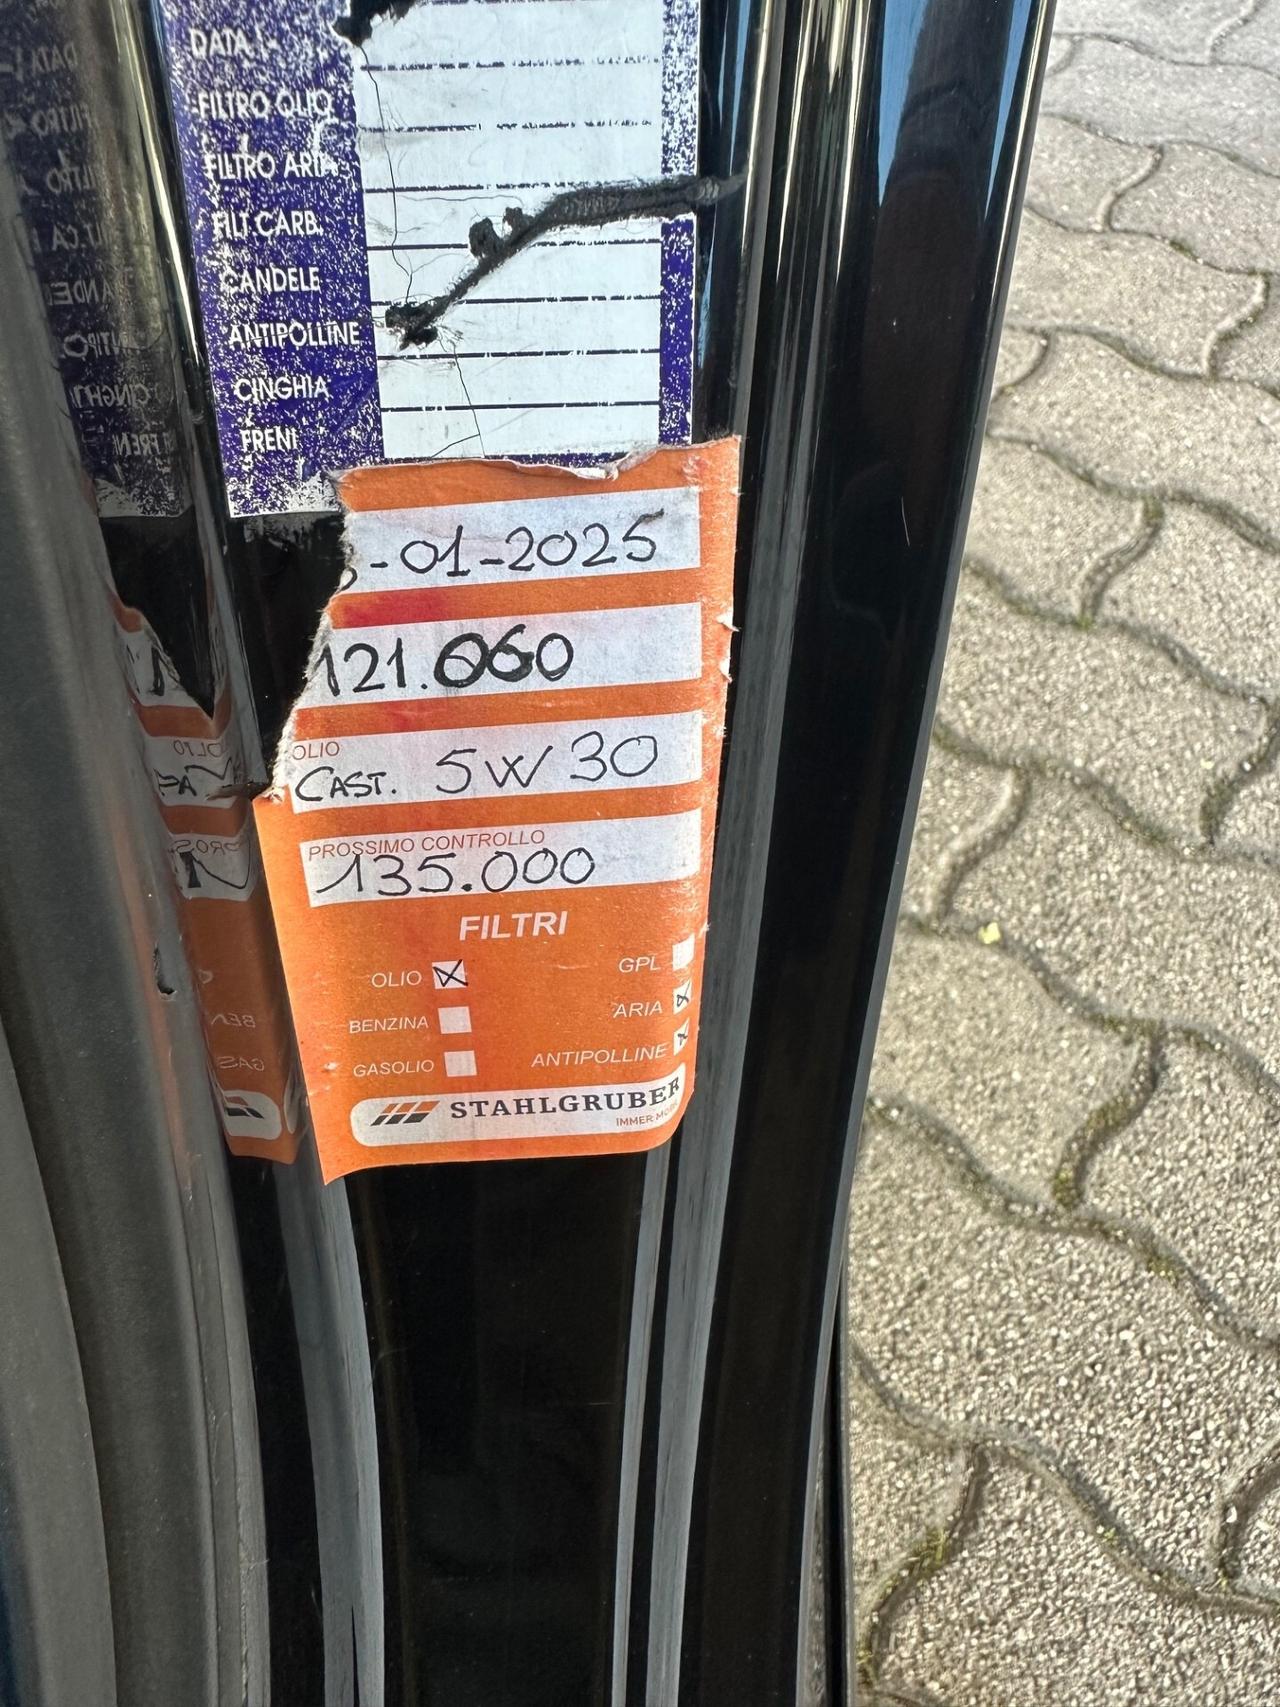 DATA
FILTRO OLIO
FILTRO ARIA
FILT.CARB.
CANDELE
ANTIPOLLINE
CINGHIA
FRENI
-01-2025
121.060
OLIO
CAST. 5W30
PROSSIMO CONTROLLO
135.000
FILTRI
OLIO
GPL
BENZINA
ARIA
GASOLIO
ANTIPOLLINE
STAHLGRUBER
IMMER